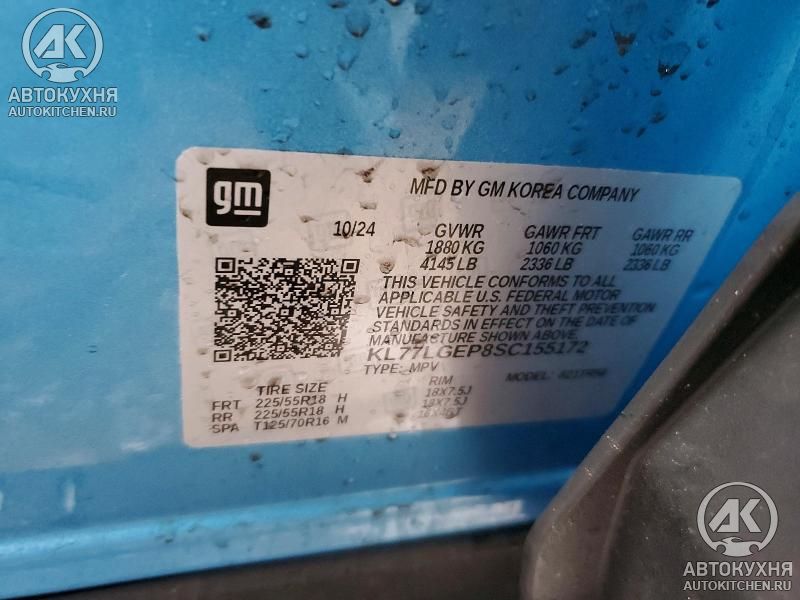 АК
АВТОКУХНЯ
AUTOKITCHEN.RU
gm
MFD BY GM KOREA COMPANY
10/24 GVWR GAWR FRT GAWR RR
1880 KG 1060 KG 1060 KG
4145 LB 2336 LB 2336 LB
THIS VEHICLE CONFORMS TO ALL
APPLICABLE U.S. FEDERAL MOTOR
VEHICLE SAFETY AND THEFT PREVENTION
STANDARDS IN EFFECT ON THE DATE OF
MANUFACTURE SHOWN ABOVE.
KL77LGEP8SC155172
TYPE: MPV MODEL:
TIRE SIZE RIM
FRT 225/55R18 H 18X7.5J
RR 225/55R18 H 18X7.5J
SPA T125/70R16 M
АК
АВТОКУХНЯ
AUTOKITCHEN.RU